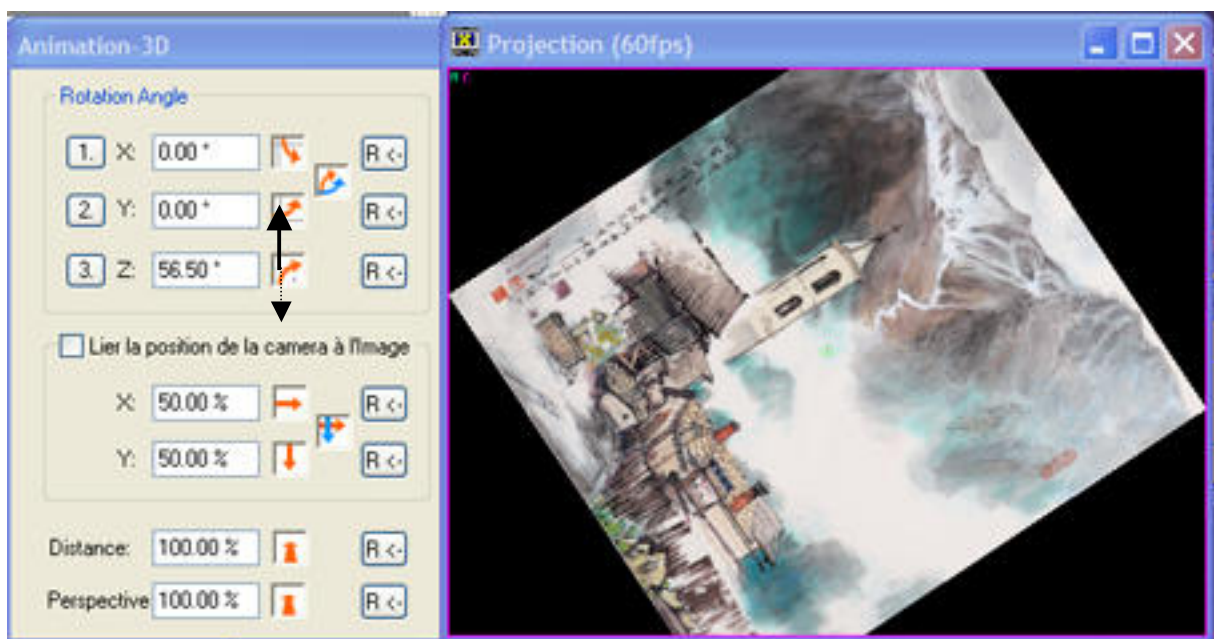 Animation-3D
Rotation Angle
1. X: 0.00 °
R <-
2. Y: 0.00 °
R <-
3. Z: 56.50 °
R <-
Lier la position de la camera à l'Image
X: 50.00 %
R <-
Y: 50.00 %
R <-
Distance: 100.00 %
R <-
Perspective 100.00 %
R <-
Projection (60fps)